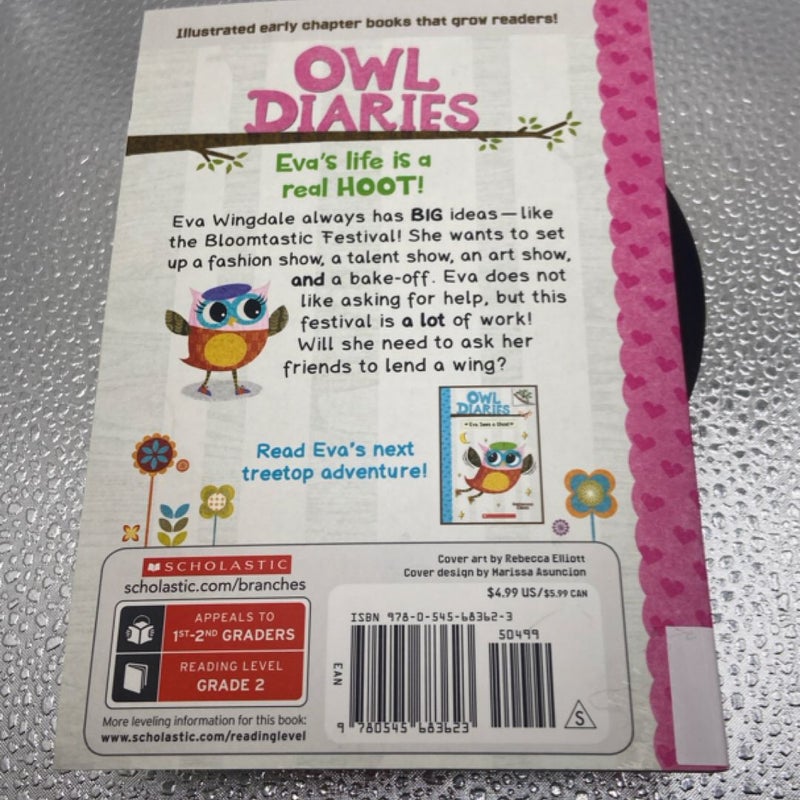 Illustrated early chapter books that grow readers!
OWL
DIARIES
Eva's life is a
real HOOT!
Eva Wingdale always has BIG ideas—like
the Bloomtastic Festival! She wants to set
up a fashion show, a talent show, an art show,
and a bake-off. Eva does not
like asking for help, but this
festival is a lot of work!
Will she need to ask her
friends to lend a wing?
Read Eva's next
treetop adventure!
OWL
DIARIES
Eva Sees a Ghost
Rebecca
Elliott
SCHOLASTIC
scholastic.com/branches
APPEALS TO
1ST-2ND GRADERS
READING LEVEL
GRADE 2
More leveling information for this book:
www.scholastic.com/readinglevel
Cover art by Rebecca Elliott
Cover design by Marissa Asuncion
$4.99 US/$5.99 CAN
ISBN 978-0-545-68362-3
50499
EAN
9 780545 683623
S